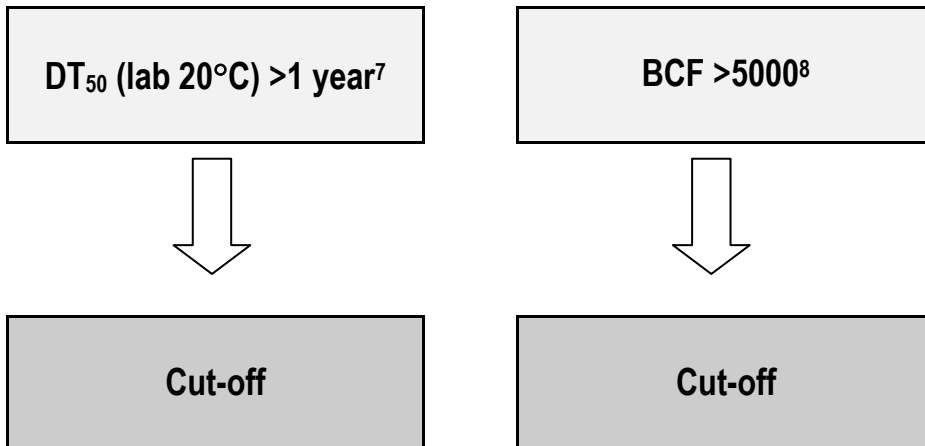 DT₅₀ (lab 20°C) >1 year⁷
BCF >5000⁸
Cut-off
Cut-off